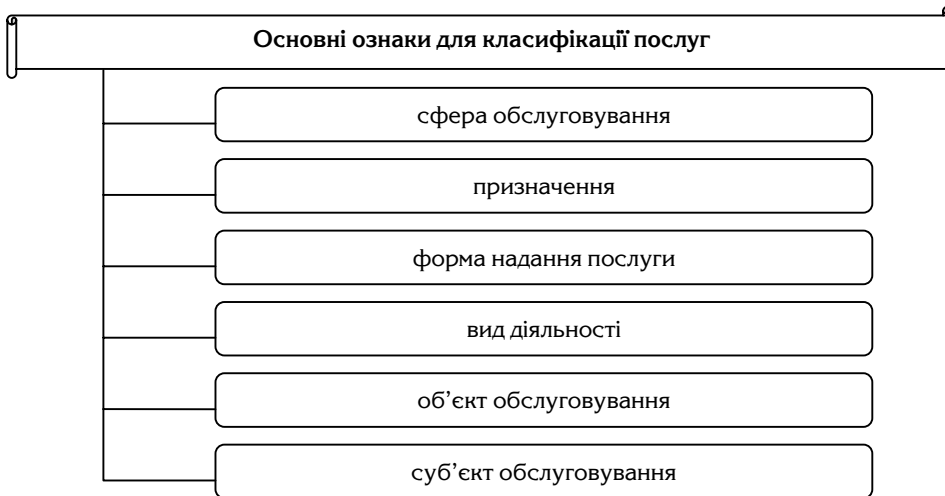 Основні ознаки для класифікації послуг
сфера обслуговування
призначення
форма надання послуги
вид діяльності
об’єкт обслуговування
суб’єкт обслуговування